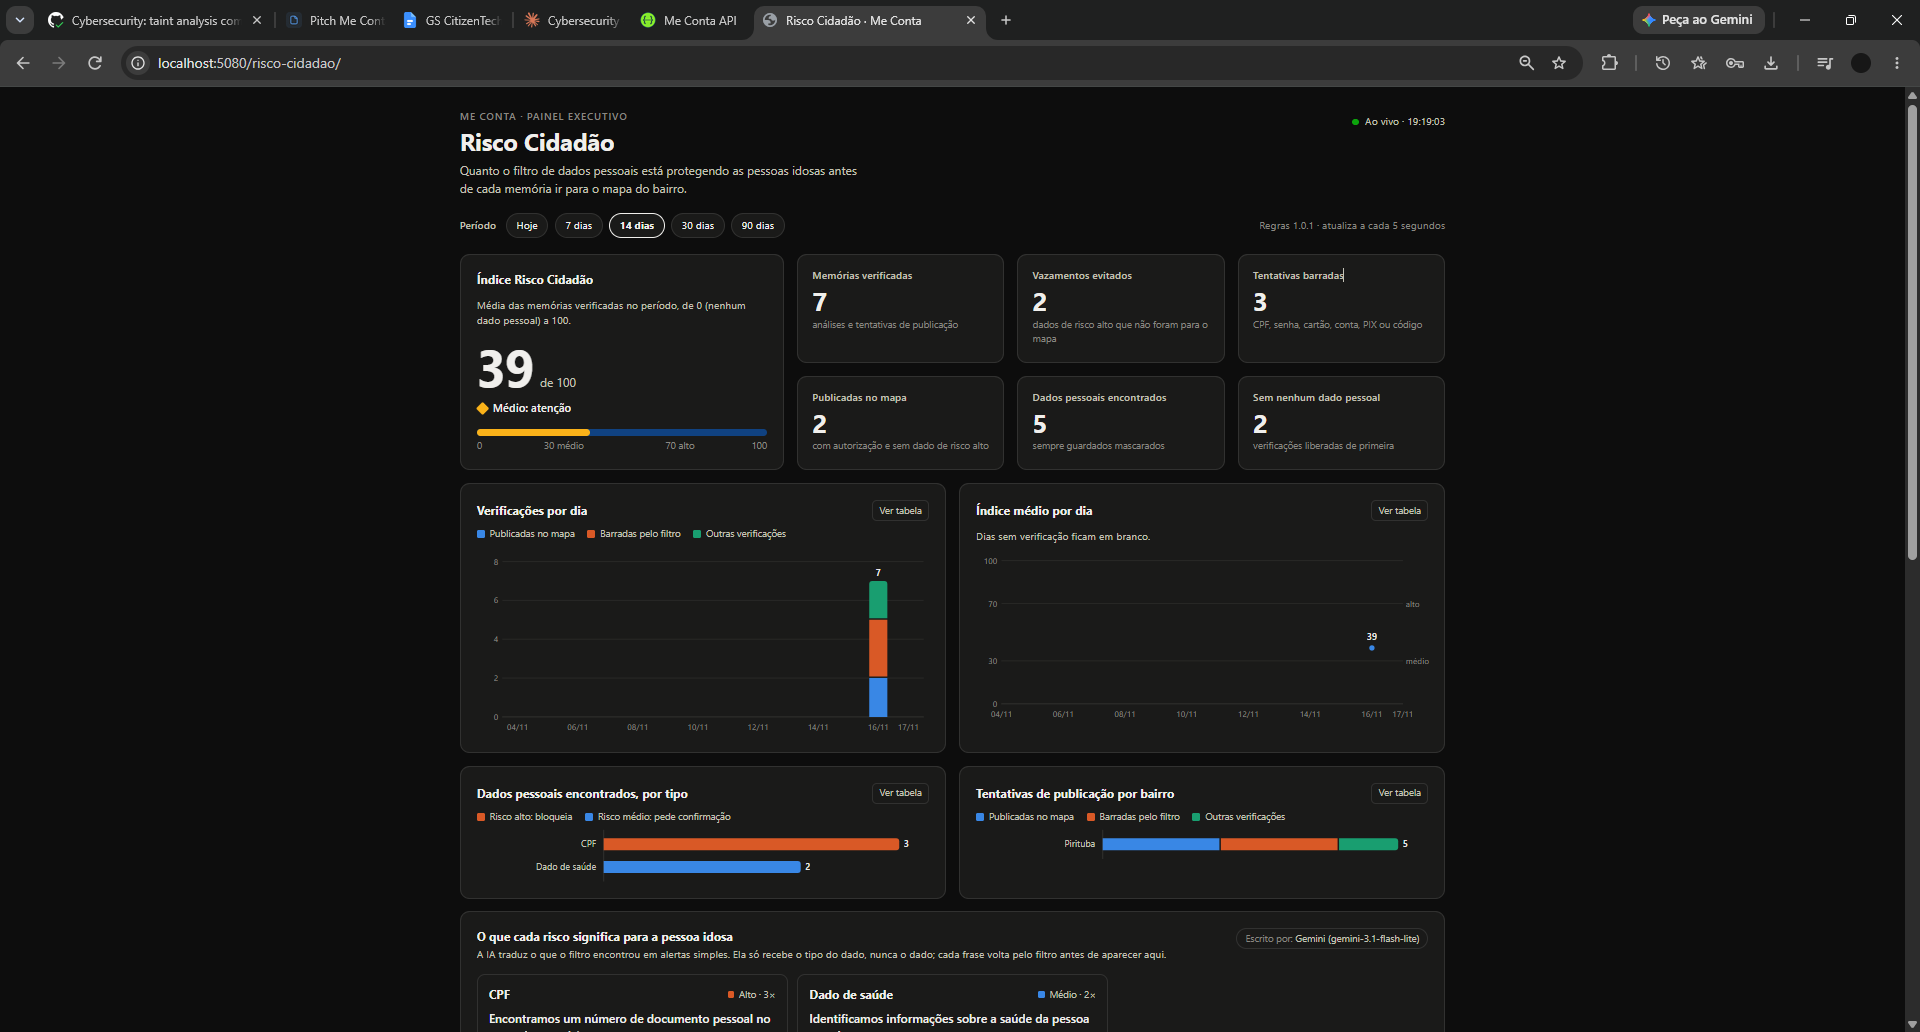 Cybersecurity: taint analysis com
Pitch Me Cont
GS CitizenTech
Cybersecurity
Me Conta API
Risco Cidadão · Me Conta
Peça ao Gemini
localhost:5080/risco-cidadao/
ME CONTA · PAINEL EXECUTIVO
Ao vivo · 19:19:03
Risco Cidadão
Quanto o filtro de dados pessoais está protegendo as pessoas idosas antes
de cada memória ir para o mapa do bairro.
Período
Hoje
7 dias
14 dias
30 dias
90 dias
Regras 1.0.1 · atualiza a cada 5 segundos
Índice Risco Cidadão
Média das memórias verificadas no período, de 0 (nenhum
dado pessoal) a 100.
39 de 100
Médio: atenção
0
30 médio
70 alto
100
Memórias verificadas
7
análises e tentativas de publicação
Vazamentos evitados
2
dados de risco alto que não foram para o
mapa
Tentativas barradas
3
CPF, senha, cartão, conta, PIX ou código
Publicadas no mapa
2
com autorização e sem dado de risco alto
Dados pessoais encontrados
5
sempre guardados mascarados
Sem nenhum dado pessoal
2
verificações liberadas de primeira
Verificações por dia
Ver tabela
Publicadas no mapa
Barradas pelo filtro
Outras verificações
8
7
6
4
2
0
04/11
06/11
08/11
10/11
12/11
14/11
16/11
17/11
Índice médio por dia
Ver tabela
Dias sem verificação ficam em branco.
100
70
alto
39
30
médio
0
04/11
06/11
08/11
10/11
12/11
14/11
16/11
17/11
Dados pessoais encontrados, por tipo
Ver tabela
Risco alto: bloqueia
Risco médio: pede confirmação
CPF
3
Dado de saúde
2
Tentativas de publicação por bairro
Ver tabela
Publicadas no mapa
Barradas pelo filtro
Outras verificações
Pirituba
5
O que cada risco significa para a pessoa idosa
Escrito por: Gemini (gemini-3.1-flash-lite)
A IA traduz o que o filtro encontrou em alertas simples. Ela só recebe o tipo do dado, nunca o dado; cada frase volta pelo filtro antes de aparecer aqui.
CPF
Alto · 3×
Encontramos um número de documento pessoal no
Dado de saúde
Médio · 2×
Identificamos informações sobre a saúde da pessoa